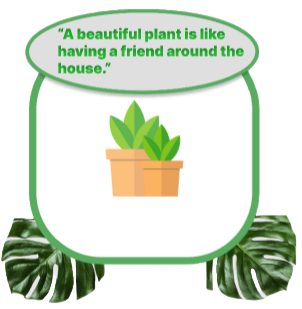 “A beautiful plant is like
having a friend around the
house.”